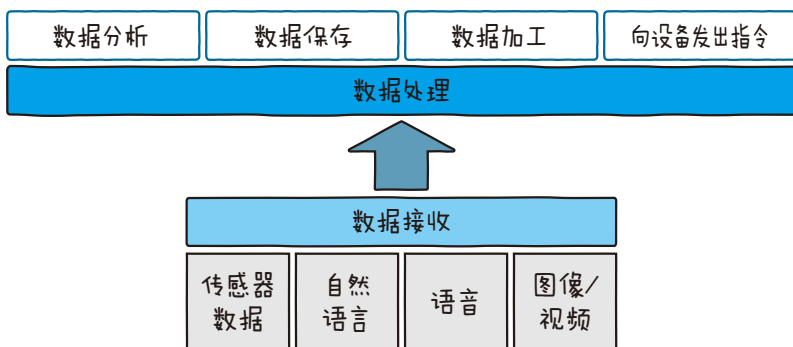 数据分析 数据保存 数据加工 向设备发出指令
数据处理
数据接收
传感器 自然 语音 图像/
数据 语言 视频